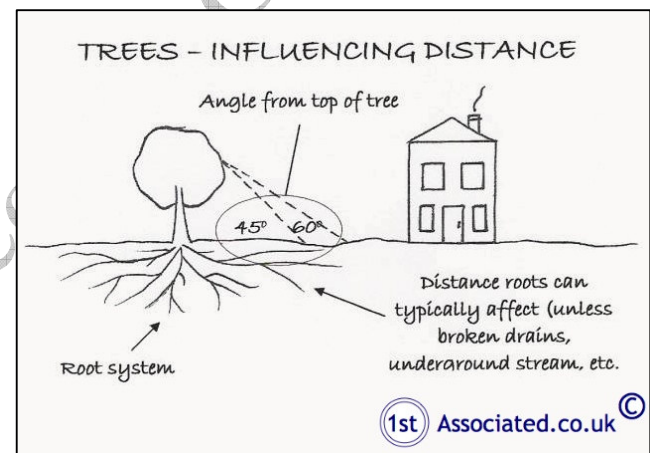 TREES – INFLUENCING DISTANCE
Angle from top of tree
45° 60°
Distance roots can
typically affect (unless
broken drains,
underground stream, etc.
Root system
1st Associated.co.uk ©